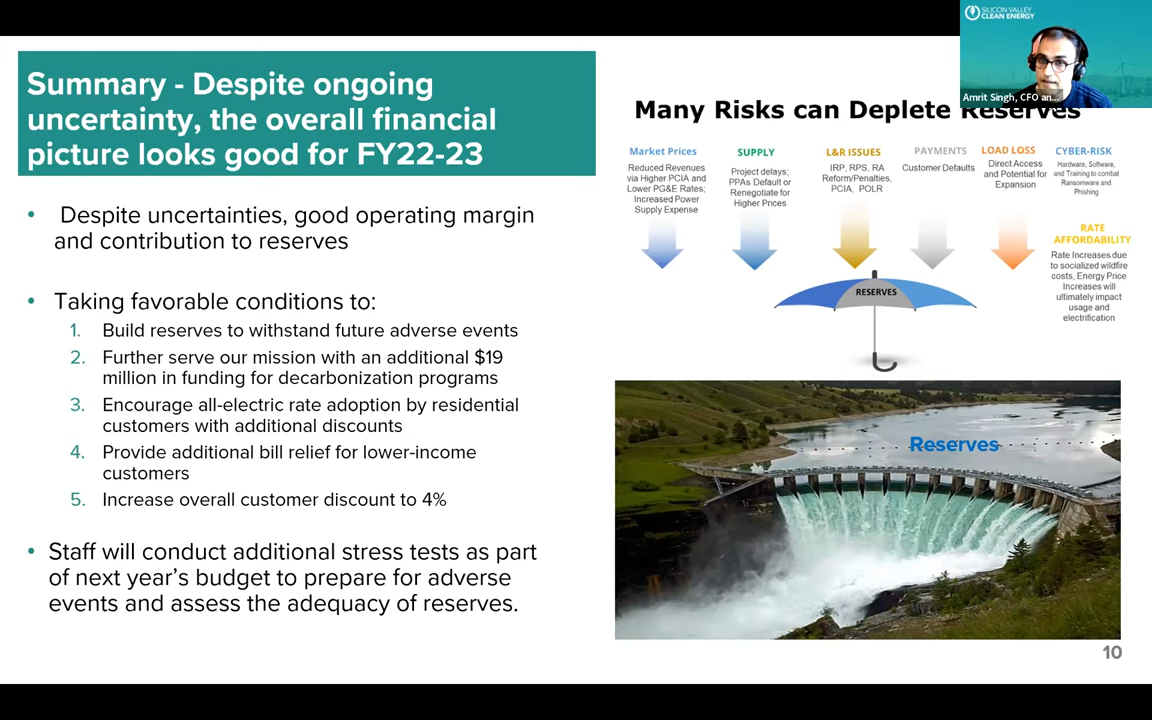 SILICON VALLEY
CLEAN ENERGY
Amrit Singh, CFO an...
Summary - Despite ongoing
uncertainty, the overall financial
picture looks good for FY22-23
• Despite uncertainties, good operating margin
and contribution to reserves
• Taking favorable conditions to:
1. Build reserves to withstand future adverse events
2. Further serve our mission with an additional $19
million in funding for decarbonization programs
3. Encourage all-electric rate adoption by residential
customers with additional discounts
4. Provide additional bill relief for lower-income
customers
5. Increase overall customer discount to 4%
• Staff will conduct additional stress tests as part
of next year's budget to prepare for adverse
events and assess the adequacy of reserves.
Many Risks can Deplete Reserves
Market Prices
Reduced Revenues
via Higher PCIA and
Lower PG&E Rates;
Increased Power
Supply Expense
SUPPLY
Project delays;
PPAs Default or
Renegotiate for
Higher Prices
L&R ISSUES
IRP, RPS, RA
Reform/Penalties,
PCIA, POLR
PAYMENTS
Customer Defaults
LOAD LOSS
Direct Access
and Potential for
Expansion
CYBER-RISK
Hardware, Software,
and Training to combat
Ransomware and
Phishing
RATE
AFFORDABILITY
Rate Increases due
to socialized wildfire
costs, Energy Price
Increases will
ultimately impact
usage and
electrification
RESERVES
Reserves
10